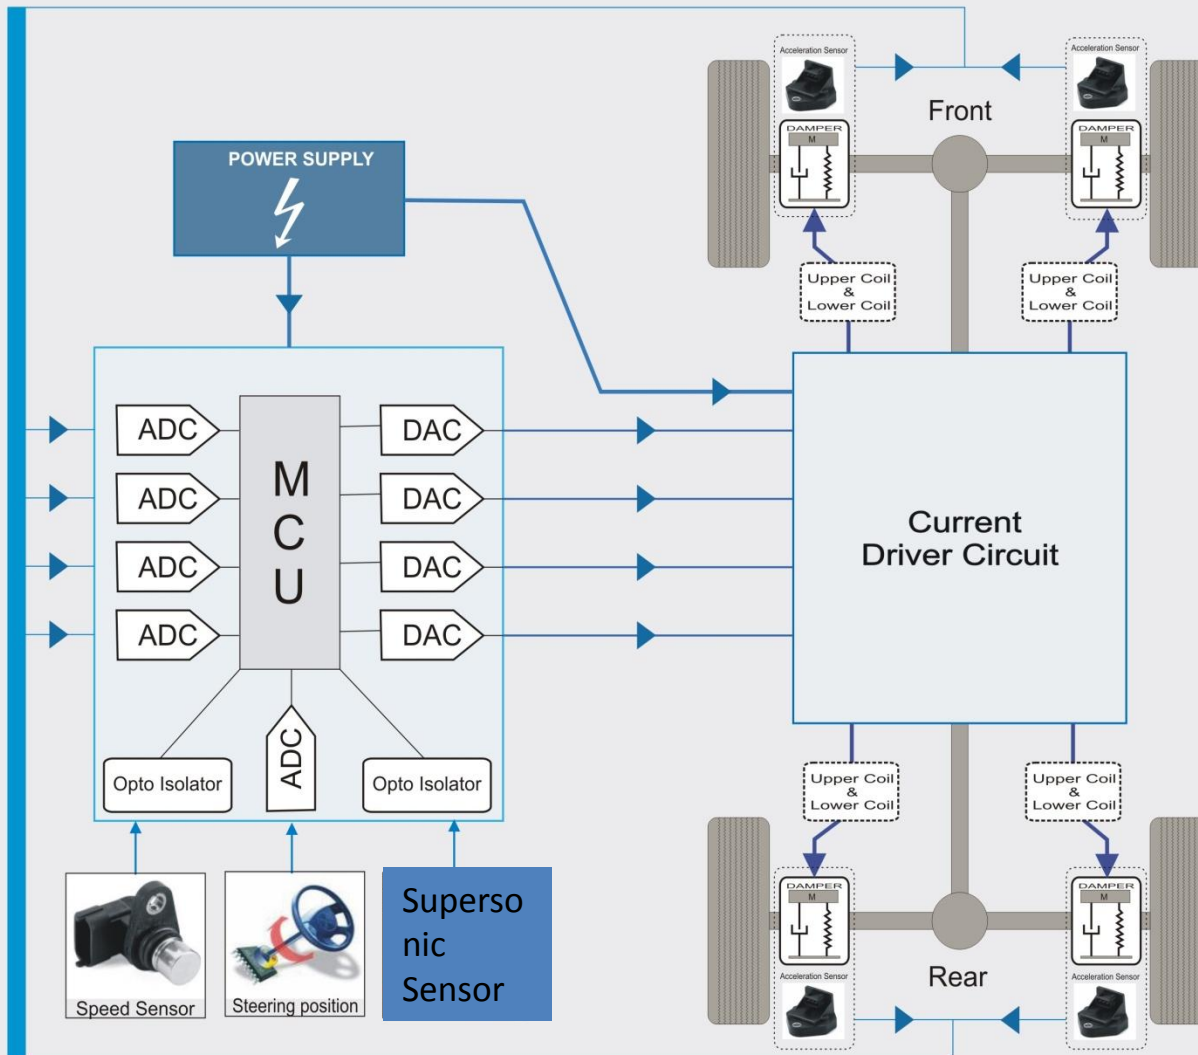 Acceleration Sensor
Acceleration Sensor
Front
DAMPER
M
DAMPER
M
POWER SUPPLY
Upper Coil
&
Lower Coil
Upper Coil
&
Lower Coil
ADC
ADC
ADC
ADC
M
C
U
DAC
DAC
DAC
DAC
Current
Driver Circuit
Opto Isolator
ADC
Opto Isolator
Upper Coil
&
Lower Coil
Upper Coil
&
Lower Coil
Speed Sensor
Steering position
Superso
nic
Sensor
DAMPER
M
DAMPER
M
Acceleration Sensor
Rear
Acceleration Sensor